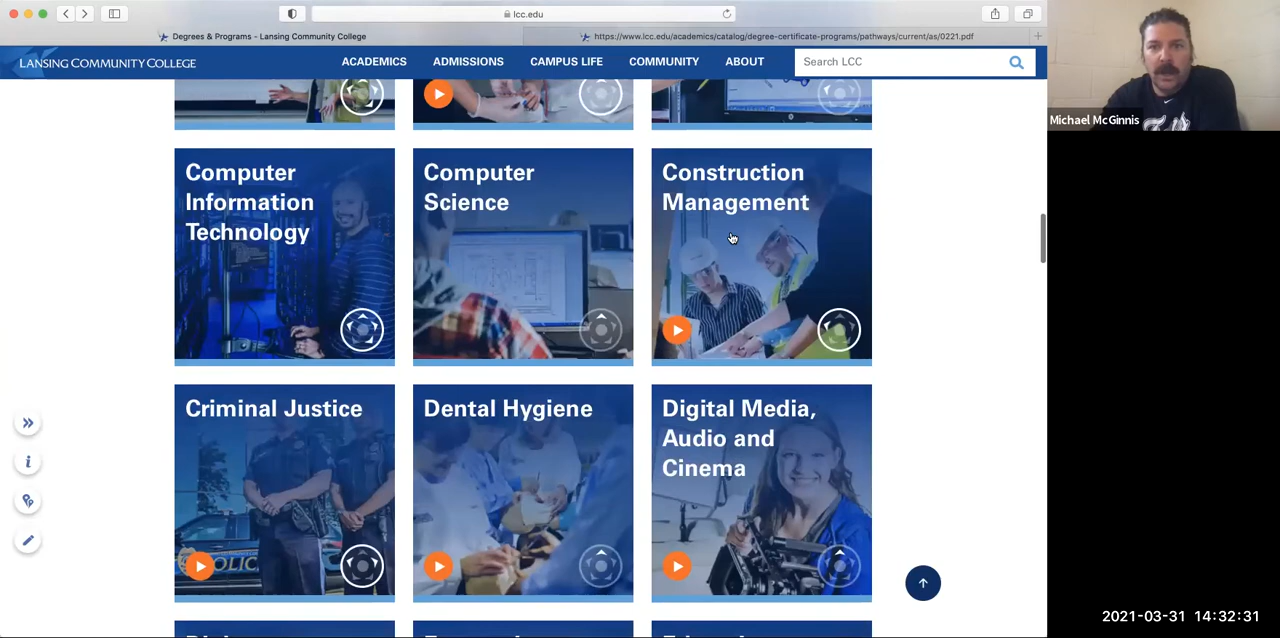 lcc.edu
Degrees & Programs - Lansing Community College
https://www.lcc.edu/academics/catalog/degree-certificate-programs/pathways/current/as/0221.pdf
LANSING COMMUNITY COLLEGE
ACADEMICS
ADMISSIONS
CAMPUS LIFE
COMMUNITY
ABOUT
Search LCC
Michael McGinnis
Computer
Information
Technology
Computer
Science
Construction
Management
Criminal Justice
Dental Hygiene
Digital Media,
Audio and
Cinema
2021-03-31 14:32:31